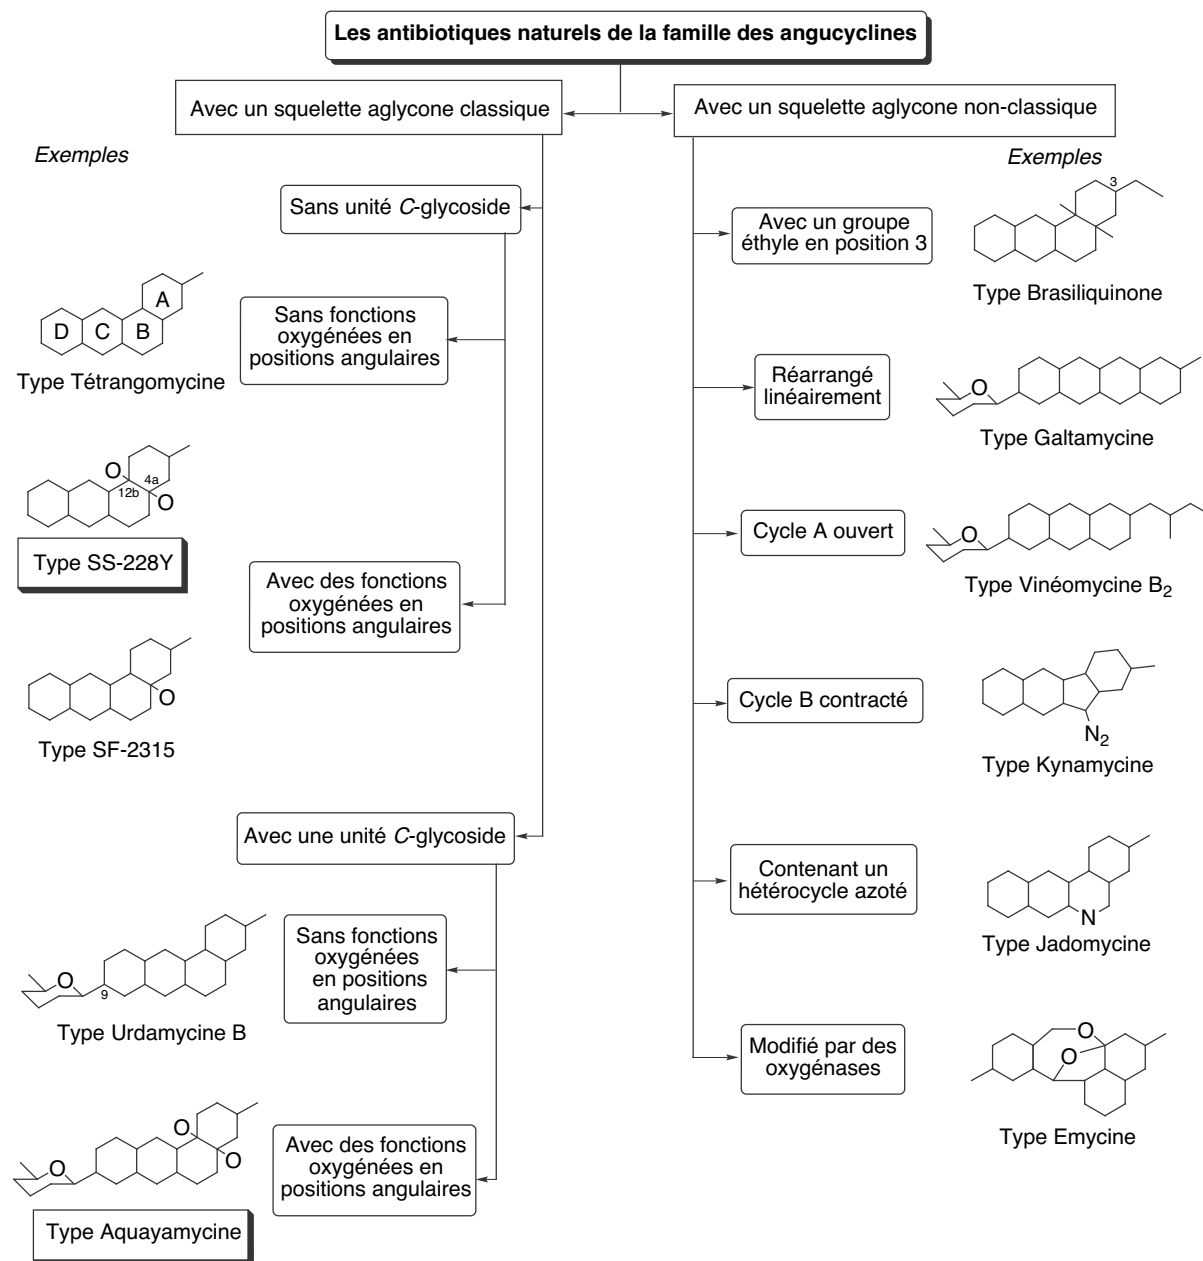 Les antibiotiques naturels de la famille des angucyclines
Avec un squelette aglycone classique
Avec un squelette aglycone non-classique
Exemples
Sans unité C-glycoside
Sans fonctions
oxygénées en
positions angulaires
A
D C B
Type Tétrangomycine
O
4a
12b
O
Type SS-228Y
Avec des fonctions
oxygénées en
positions angulaires
O
Type SF-2315
Avec une unité C-glycoside
Sans fonctions
oxygénées
en positions
angulaires
O
9
Type Urdamycine B
O
O
O
Avec des fonctions
oxygénées en
positions angulaires
Type Aquayamycine
Exemples
Avec un groupe
éthyle en position 3
3
Type Brasiliquinone
Réarrangé
linéairement
O
Type Galtamycine
Cycle A ouvert
O
Type Vinéomycine B2
Cycle B contracté
N2
Type Kynamycine
Contenant un
hétérocycle azoté
N
Type Jadomycine
Modifié par des
oxygénases
O
O
Type Emycine